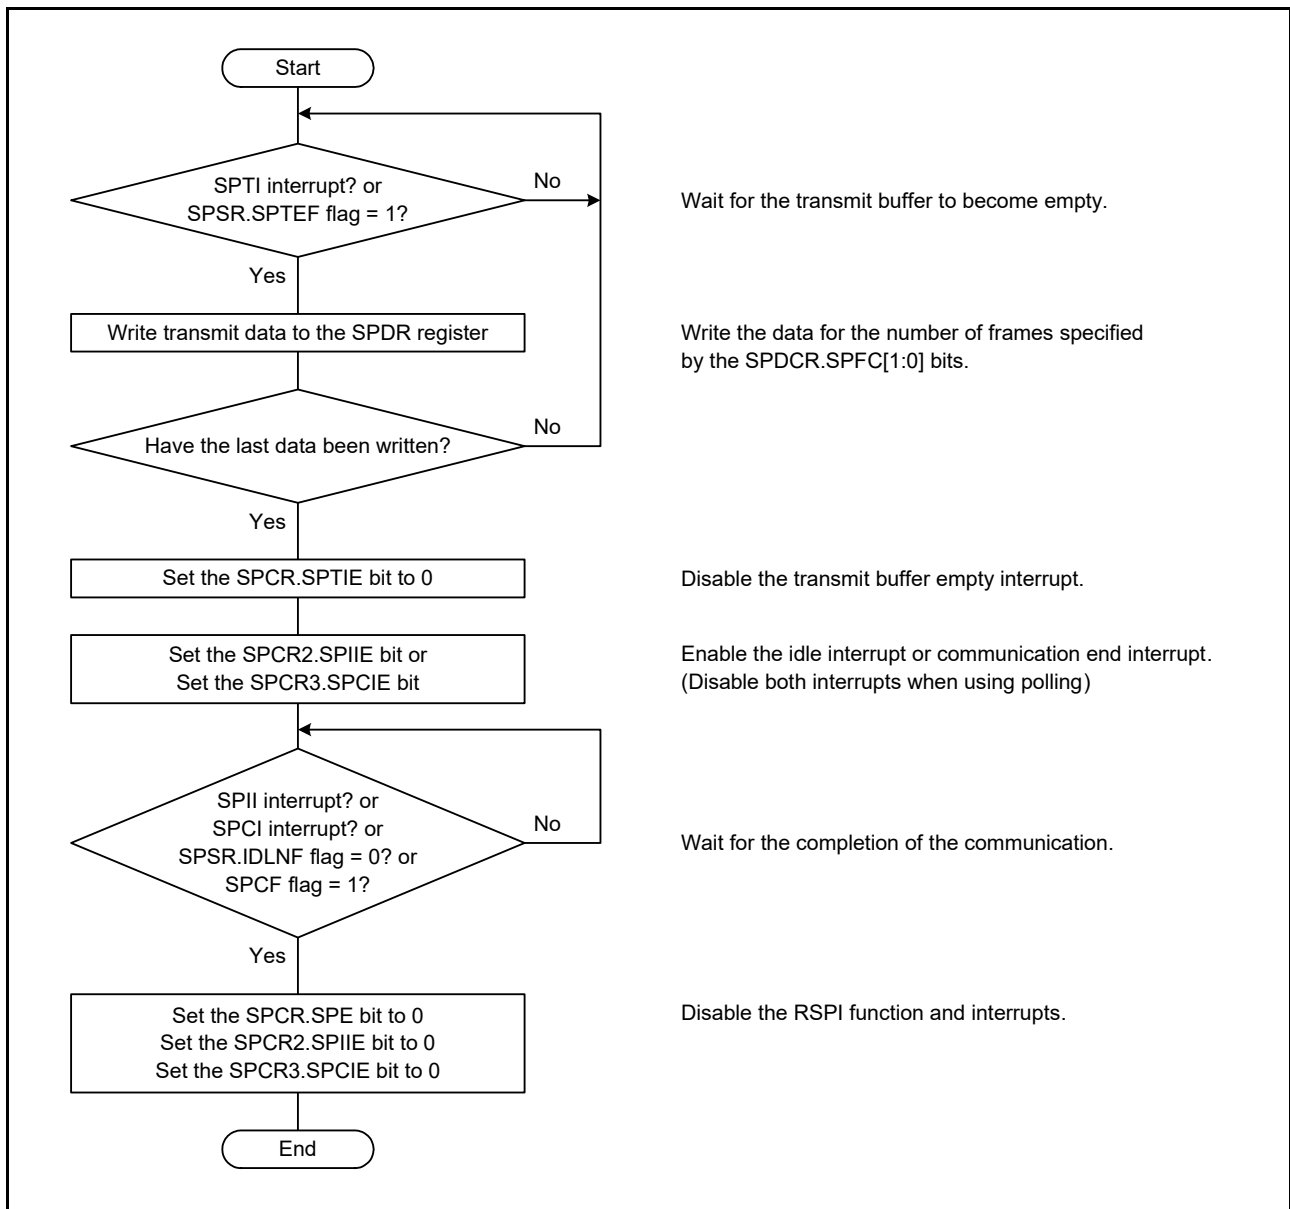 Start
SPTI interrupt? or
SPSR.SPTEF flag = 1?
No
Wait for the transmit buffer to become empty.
Yes
Write transmit data to the SPDR register
Write the data for the number of frames specified
by the SPDCR.SPFC[1:0] bits.
Have the last data been written?
No
Yes
Set the SPCR.SPTIE bit to 0
Disable the transmit buffer empty interrupt.
Set the SPCR2.SPIIE bit or
Set the SPCR3.SPCIE bit
Enable the idle interrupt or communication end interrupt.
(Disable both interrupts when using polling)
SPII interrupt? or
SPCI interrupt? or
SPSR.IDLNF flag = 0? or
SPCF flag = 1?
No
Wait for the completion of the communication.
Yes
Set the SPCR.SPE bit to 0
Set the SPCR2.SPIIE bit to 0
Set the SPCR3.SPCIE bit to 0
Disable the RSPI function and interrupts.
End